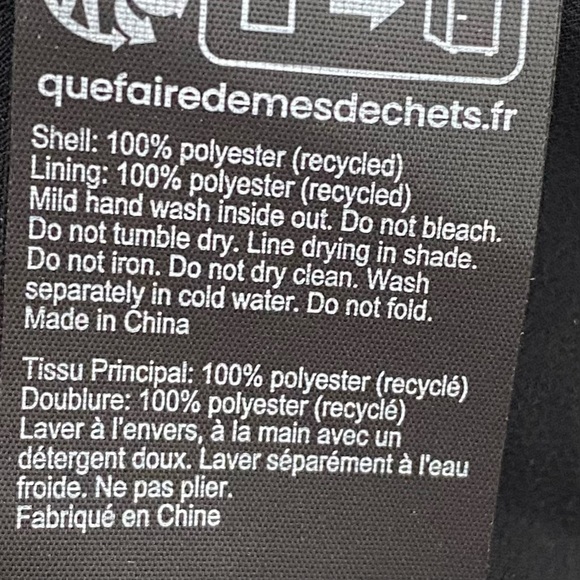 quefairedemesdechets.fr
Shell: 100% polyester (recycled)
Lining: 100% polyester (recycled)
Mild hand wash inside out. Do not bleach.
Do not tumble dry. Line drying in shade.
Do not iron. Do not dry clean. Wash
separately in cold water. Do not fold.
Made in China
Tissu Principal: 100% polyester (recyclé)
Doublure: 100% polyester (recyclé)
Laver à l'envers, à la main avec un
détergent doux. Laver séparément à l'eau
froide. Ne pas plier.
Fabriqué en Chine